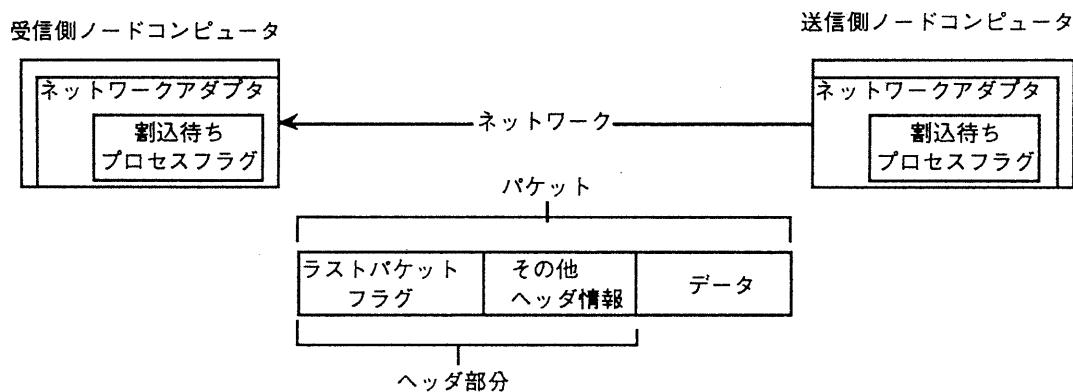 受信側ノードコンピュータ
送信側ノードコンピュータ
ネットワークアダプタ
割込待ち
プロセスフラグ
ネットワーク
ネットワークアダプタ
割込待ち
プロセスフラグ
パケット
ラストパケット
フラグ
その他
ヘッダ情報
データ
ヘッダ部分